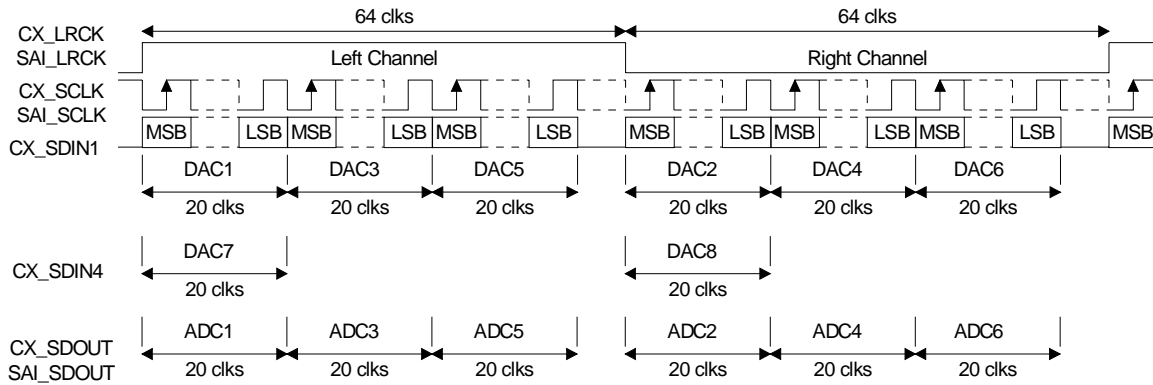 64 clks 64 clks
CX_LRCK
SAI_LRCK Left Channel Right Channel
CX_SCLK
SAI_SCLK
MSB LSB MSB LSB MSB LSB MSB LSB MSB LSB MSB LSB MSB
CX_SDIN1
DAC1 DAC3 DAC5 DAC2 DAC4 DAC6
20 clks 20 clks 20 clks 20 clks 20 clks 20 clks
DAC7 DAC8
CX_SDIN4
20 clks 20 clks
ADC1 ADC3 ADC5 ADC2 ADC4 ADC6
CX_SDOUT
20 clks 20 clks 20 clks 20 clks 20 clks 20 clks
SAI_SDOUT